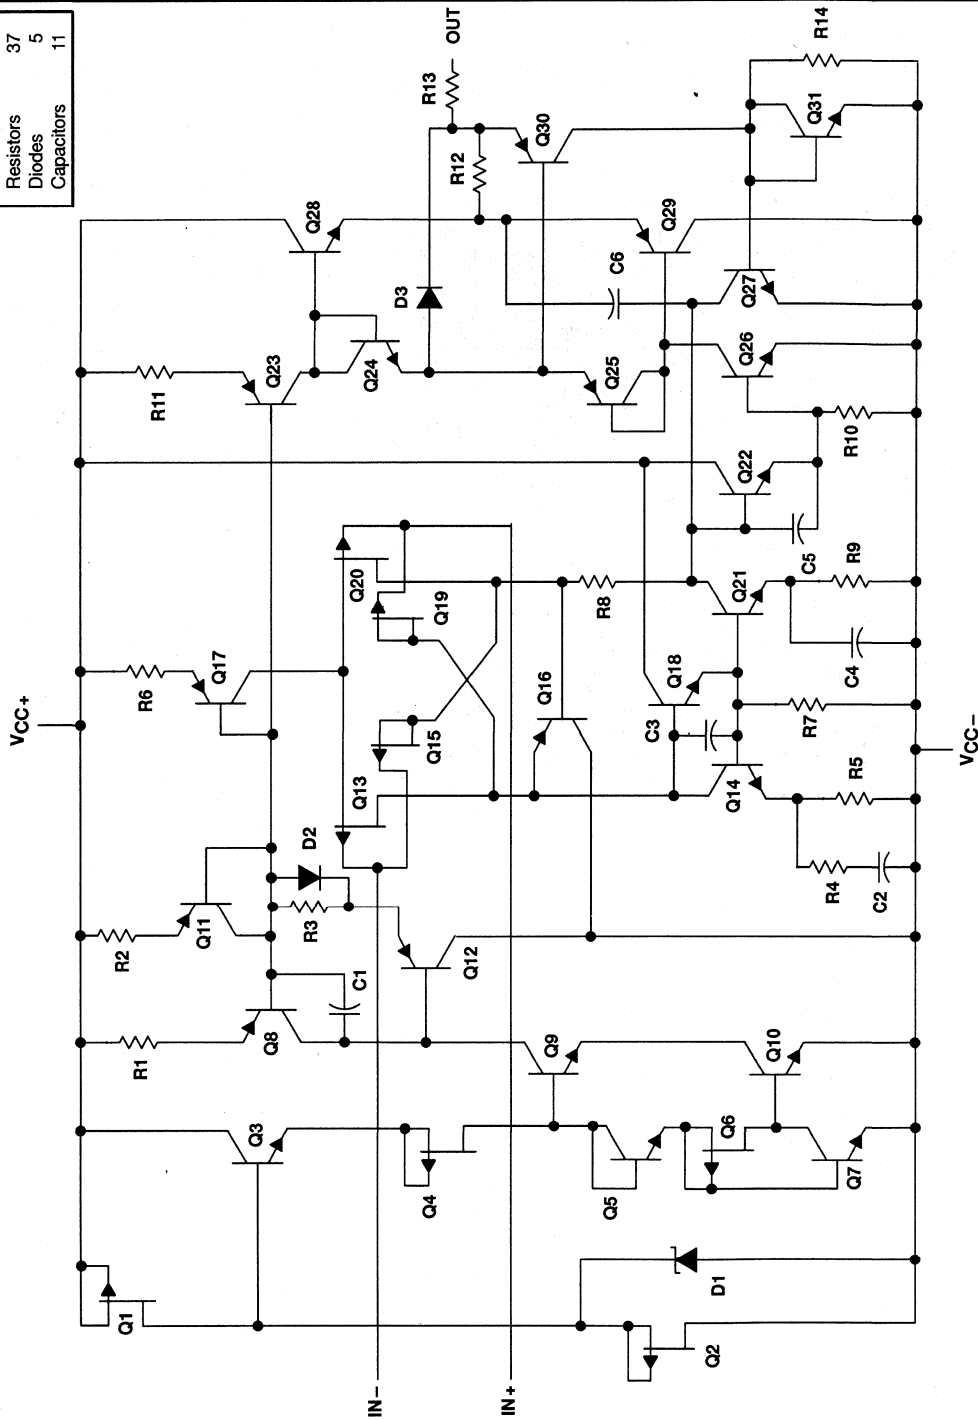 Resistors 37
Diodes 5
Capacitors 11
VCC+
R14
Q31
OUT
R13
R12
Q30
Q28
Q29
C6
Q27
D3
R11
Q23
Q24
Q25
Q26
Q22
R10
C5
Q20
Q19
R8
Q21
R9
C4
R6
Q17
Q16
Q18
C3
R7
Q15
Q13
Q14
R5
R4
C2
VCC−
D2
R2
Q11
R3
Q12
C1
R1
Q8
Q9
Q10
Q3
Q4
Q5
Q6
Q7
Q1
D1
Q2
IN−
IN+